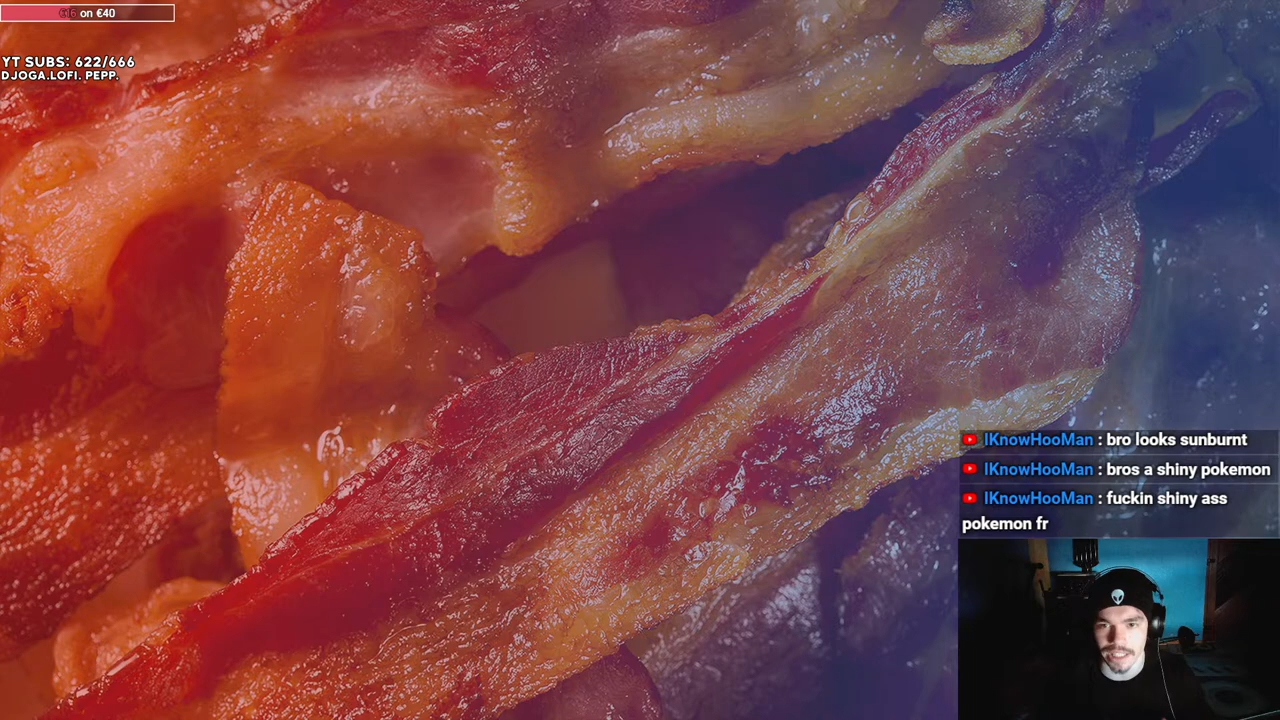 on €40
YT SUBS: 622/666
DJOGA.LOFI. PEPP.
IKnowHooMan : bro looks sunburnt
IKnowHooMan : bros a shiny pokemon
IKnowHooMan : fuckin shiny ass
pokemon fr